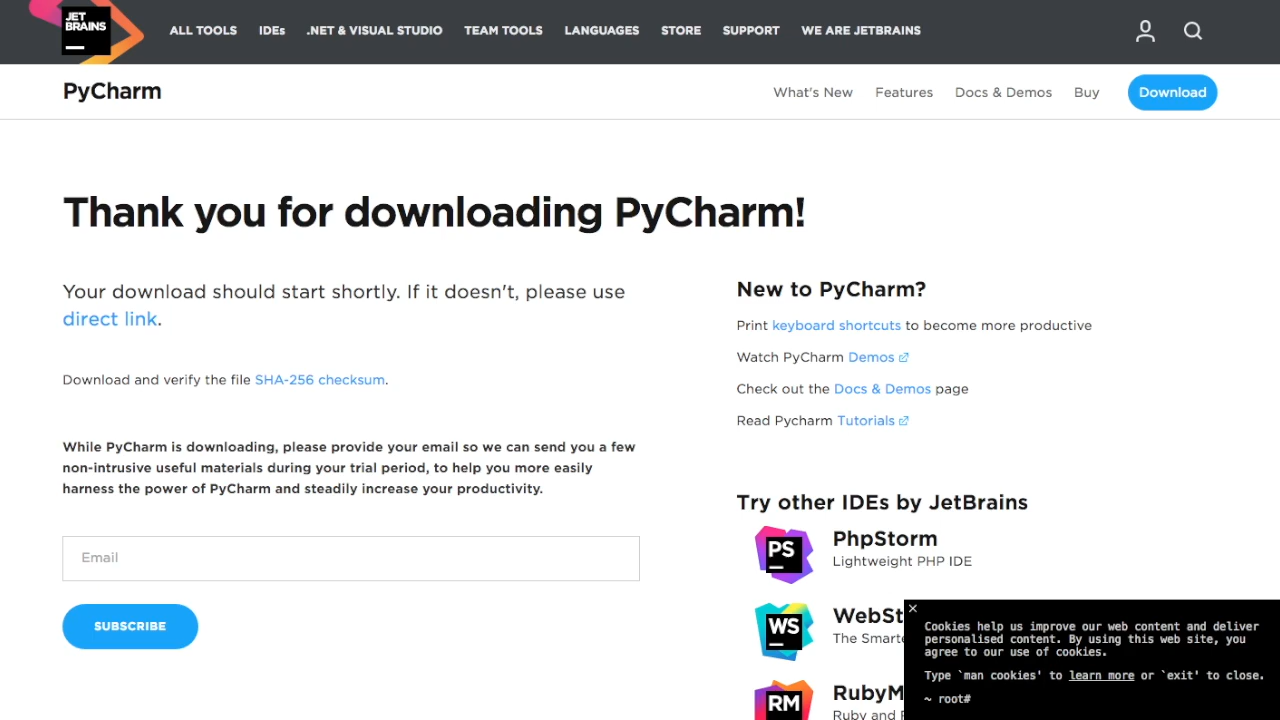 JET
BRAINS
ALL TOOLS IDEs .NET & VISUAL STUDIO TEAM TOOLS LANGUAGES STORE SUPPORT WE ARE JETBRAINS
PyCharm
What's New Features Docs & Demos Buy Download
Thank you for downloading PyCharm!
Your download should start shortly. If it doesn't, please use
direct link.
Download and verify the file SHA-256 checksum.
While PyCharm is downloading, please provide your email so we can send you a few
non-intrusive useful materials during your trial period, to help you more easily
harness the power of PyCharm and steadily increase your productivity.
Email
SUBSCRIBE
New to PyCharm?
Print keyboard shortcuts to become more productive
Watch PyCharm Demos
Check out the Docs & Demos page
Read Pycharm Tutorials
Try other IDEs by JetBrains
PS
PhpStorm
Lightweight PHP IDE
WS
WebSt
The Smarte
RM
RubyM
Ruby and
Cookies help us improve our web content and deliver
personalised content. By using this web site, you
agree to our use of cookies.
Type `man cookies' to learn more or `exit' to close.
~ root#